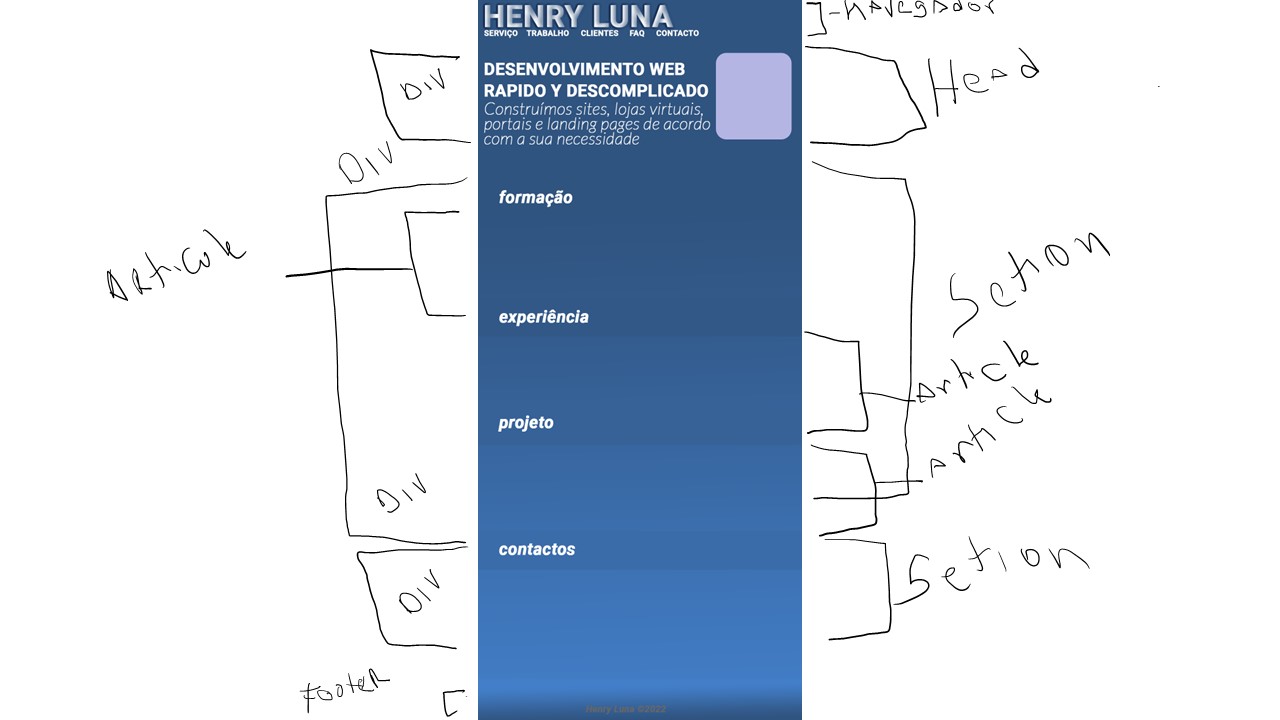 ]-navegador
HENRY LUNA
SERVIÇO TRABALHO CLIENTES FAQ CONTACTO
Head
Div
DESENVOLVIMENTO WEB
RAPIDO Y DESCOMPLICADO
Construímos sites, lojas virtuais,
portais e landing pages de acordo
com a sua necessidade
Div
formação
Article
Setion
experiência
Article
Article
projeto
Div
contactos
Setion
Div
Footer
[
Henry Luna ©2022